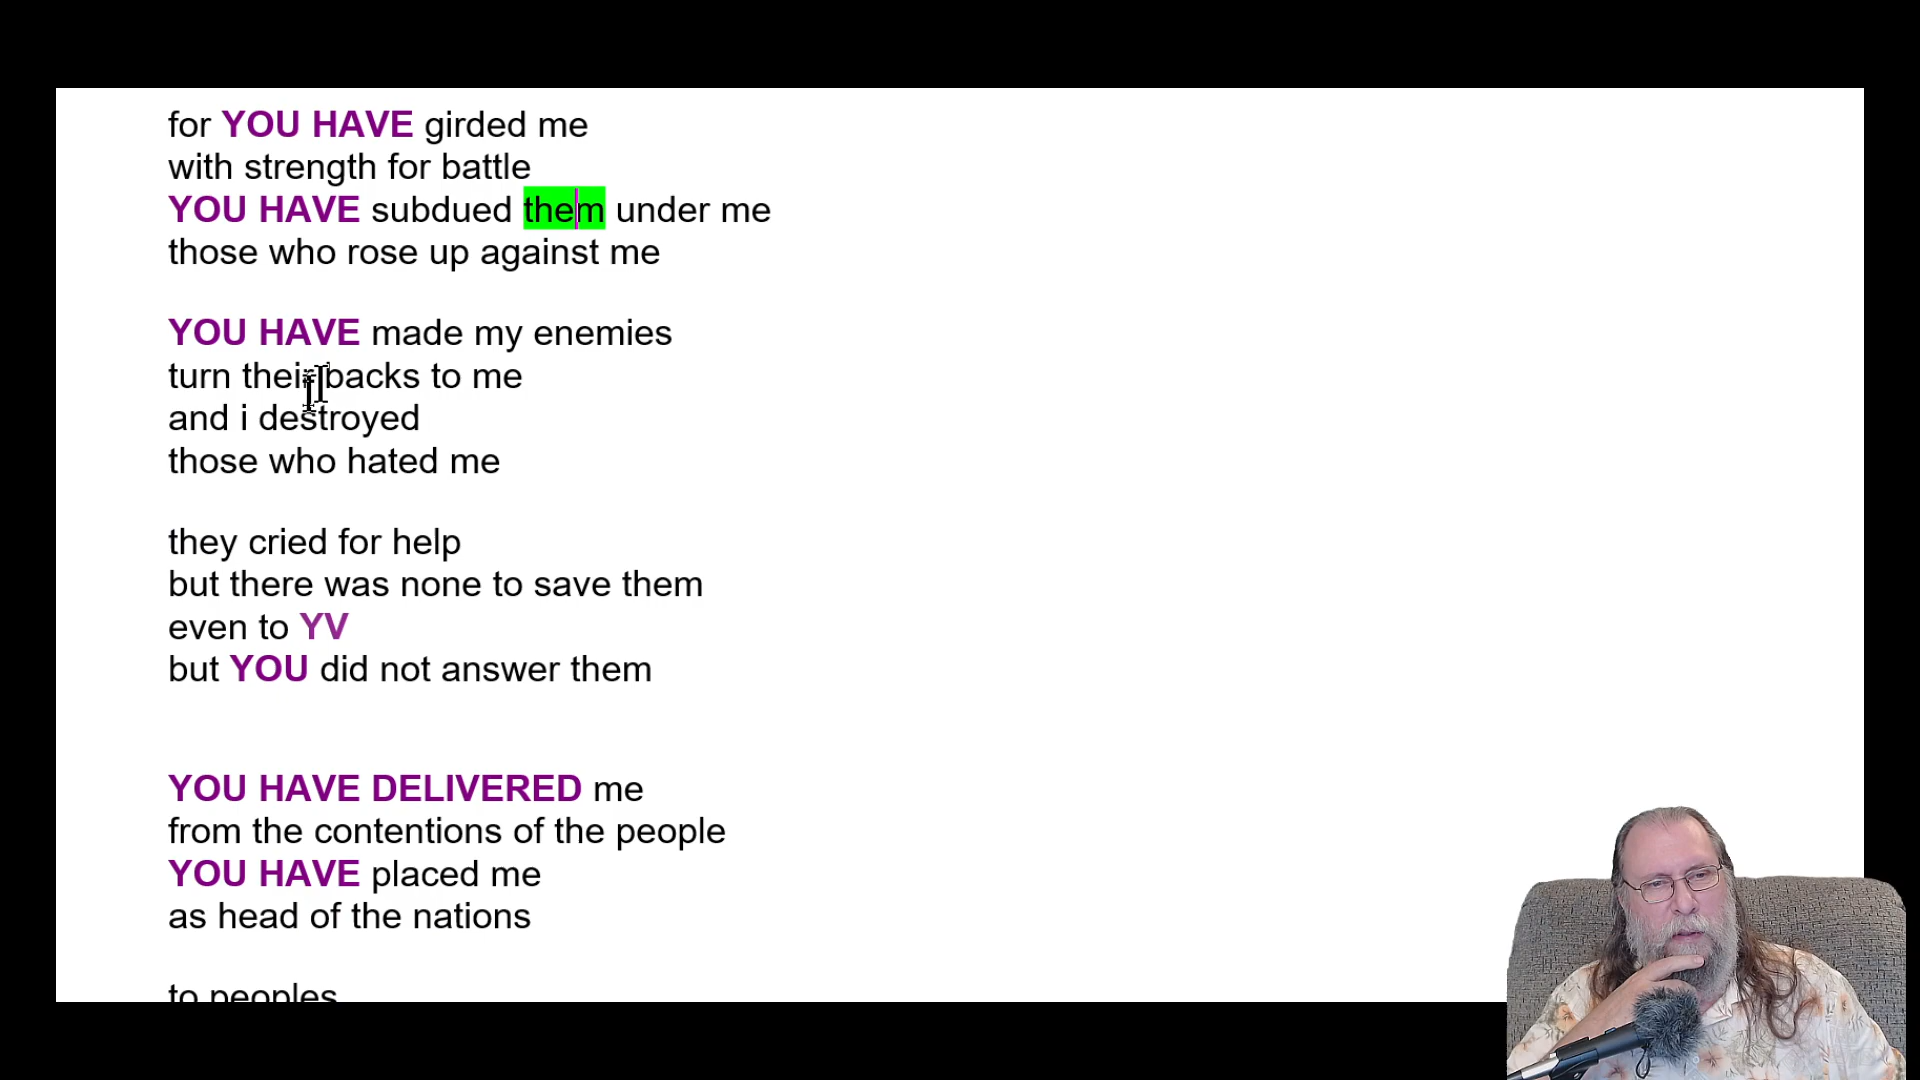 for YOU HAVE girded me
with strength for battle
YOU HAVE subdued them under me
those who rose up against me
YOU HAVE made my enemies
turn their backs to me
and i destroyed
those who hated me
they cried for help
but there was none to save them
even to YV
but YOU did not answer them
YOU HAVE DELIVERED me
from the contentions of the people
YOU HAVE placed me
as head of the nations
to peoples